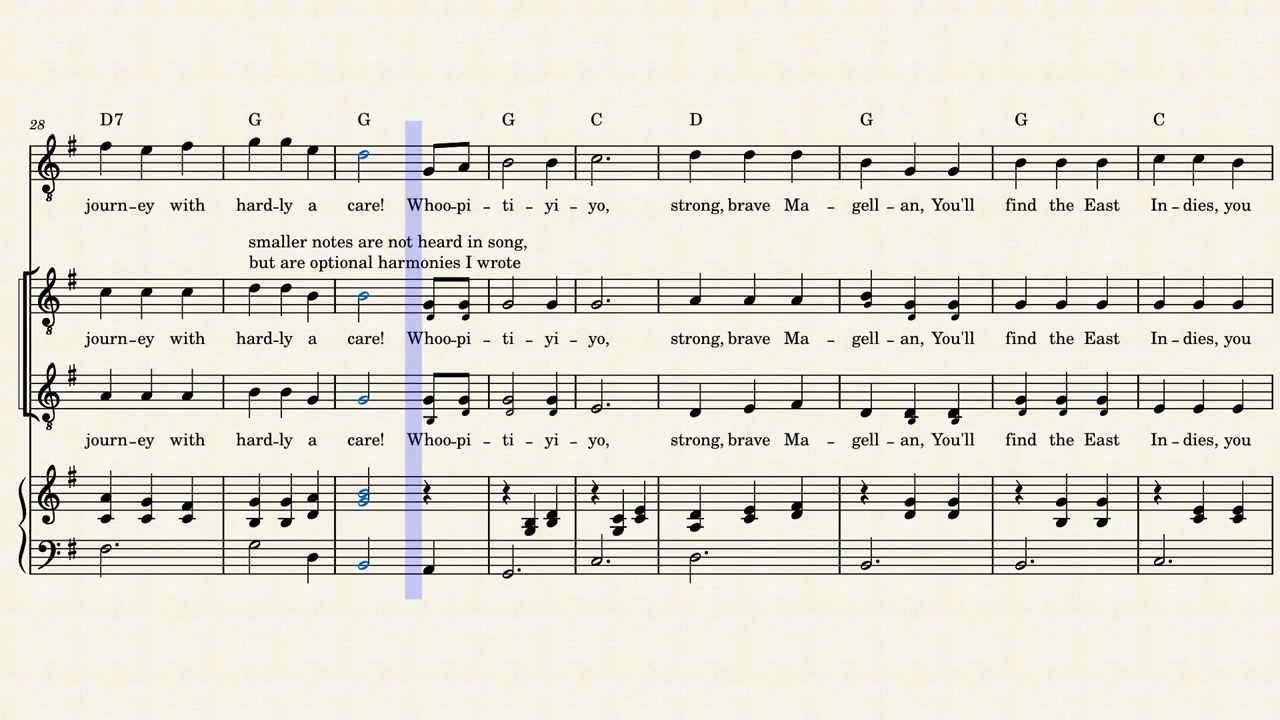 28 D7 G G G C D G G C
journ–ey with hard–ly a care! Whoo–pi – ti – yi – yo, strong, brave Ma – gell – an, You'll find the East In – dies, you
smaller notes are not heard in song,
but are optional harmonies I wrote
journ–ey with hard–ly a care! Whoo–pi – ti – yi – yo, strong, brave Ma – gell – an, You'll find the East In – dies, you
journ–ey with hard–ly a care! Whoo–pi – ti – yi – yo, strong, brave Ma – gell – an, You'll find the East In – dies, you